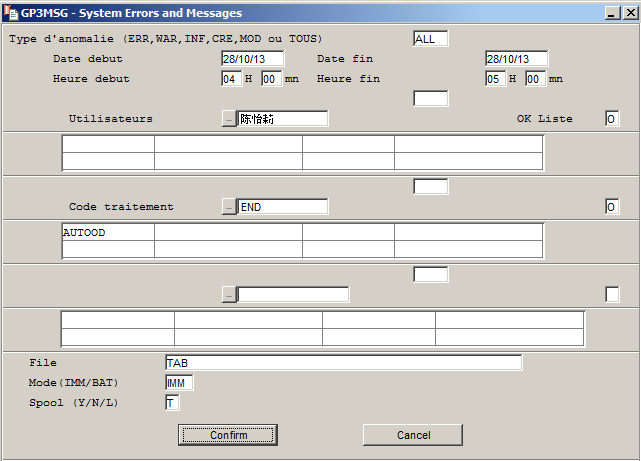 GP3MSG - System Errors and Messages
Type d'anomalie (ERR,WAR,INF,CRE,MOD ou TOUS) ALL
Date debut 28/10/13 Date fin 28/10/13
Heure debut 04 H 00 mn Heure fin 05 H 00 mn
Utilisateurs ... 陈怡莉 OK Liste O
Code traitement ... END O
AUTOOD
...
File TAB
Mode(IMM/BAT) IMM
Spool (Y/N/L) T
Confirm Cancel